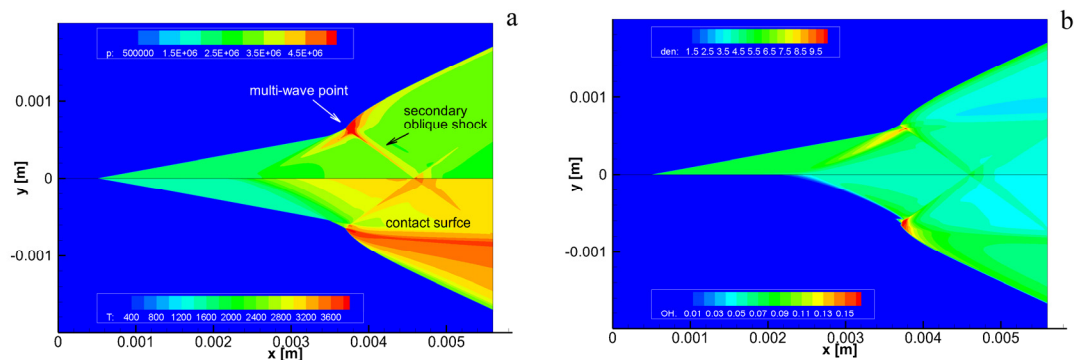 a
p: 500000 1.5E+06 2.5E+06 3.5E+06 4.5E+06
multi-wave point
secondary
oblique shock
contact surfce
0.001
0
-0.001
y [m]
T: 400 800 1200 1600 2000 2400 2800 3200 3600
0 0.001 0.002 0.003 0.004 0.005
x [m]
b
den: 1.5 2.5 3.5 4.5 5.5 6.5 7.5 8.5 9.5
0.001
0
-0.001
y [m]
OH: 0.01 0.03 0.05 0.07 0.09 0.11 0.13 0.15
0 0.001 0.002 0.003 0.004 0.005
x [m]